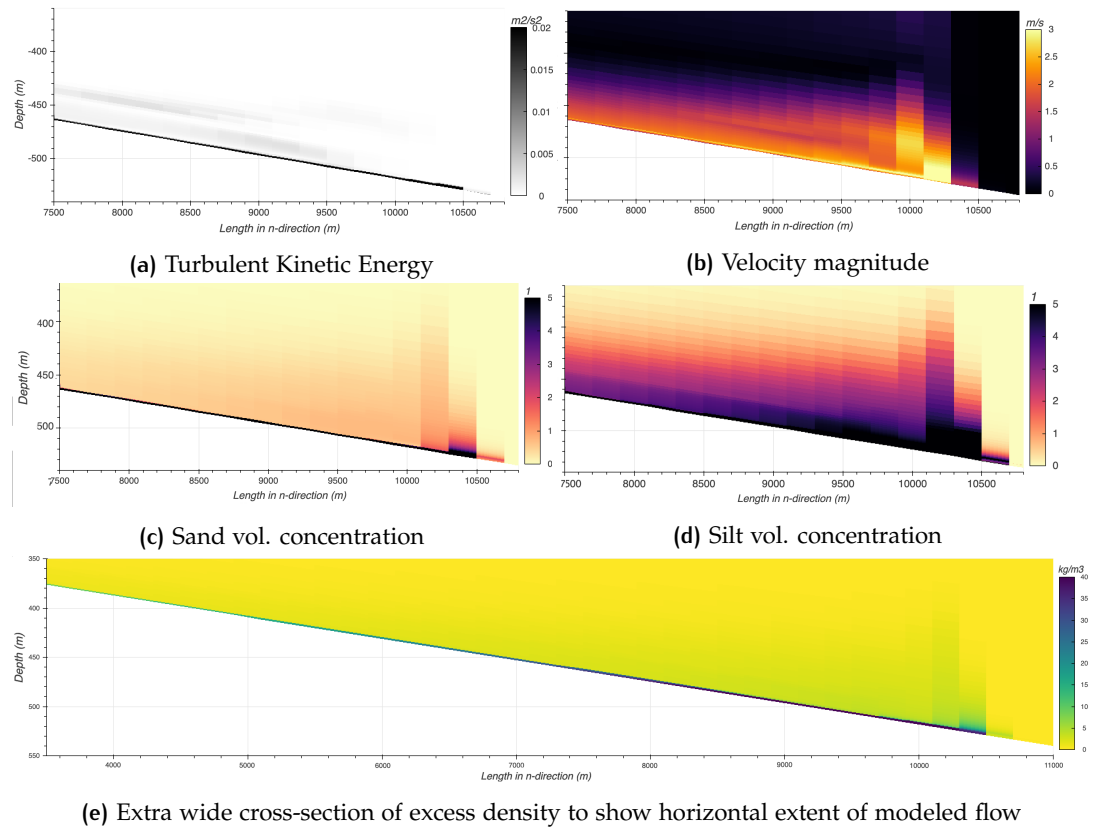 m2/s2
0.02
0.015
0.01
0.005
0
-400
-450
-500
Depth (m)
7500 8000 8500 9000 9500 10000 10500
Length in n-direction (m)
(a) Turbulent Kinetic Energy
m/s
3
2.5
2
1.5
1
0.5
0
7500 8000 8500 9000 9500 10000 10500
Length in n-direction (m)
(b) Velocity magnitude
1
5
4
3
2
1
0
400
450
500
Depth (m)
7500 8000 8500 9000 9500 10000 10500
Length in n-direction (m)
(c) Sand vol. concentration
1
5
4
3
2
1
0
7500 8000 8500 9000 9500 10000 10500
Length in n-direction (m)
(d) Silt vol. concentration
kg/m3
40
35
30
25
20
15
10
5
0
350
400
450
500
550
Depth (m)
4000 5000 6000 7000 8000 9000 10000 11000
Length in n-direction (m)
(e) Extra wide cross-section of excess density to show horizontal extent of modeled flow